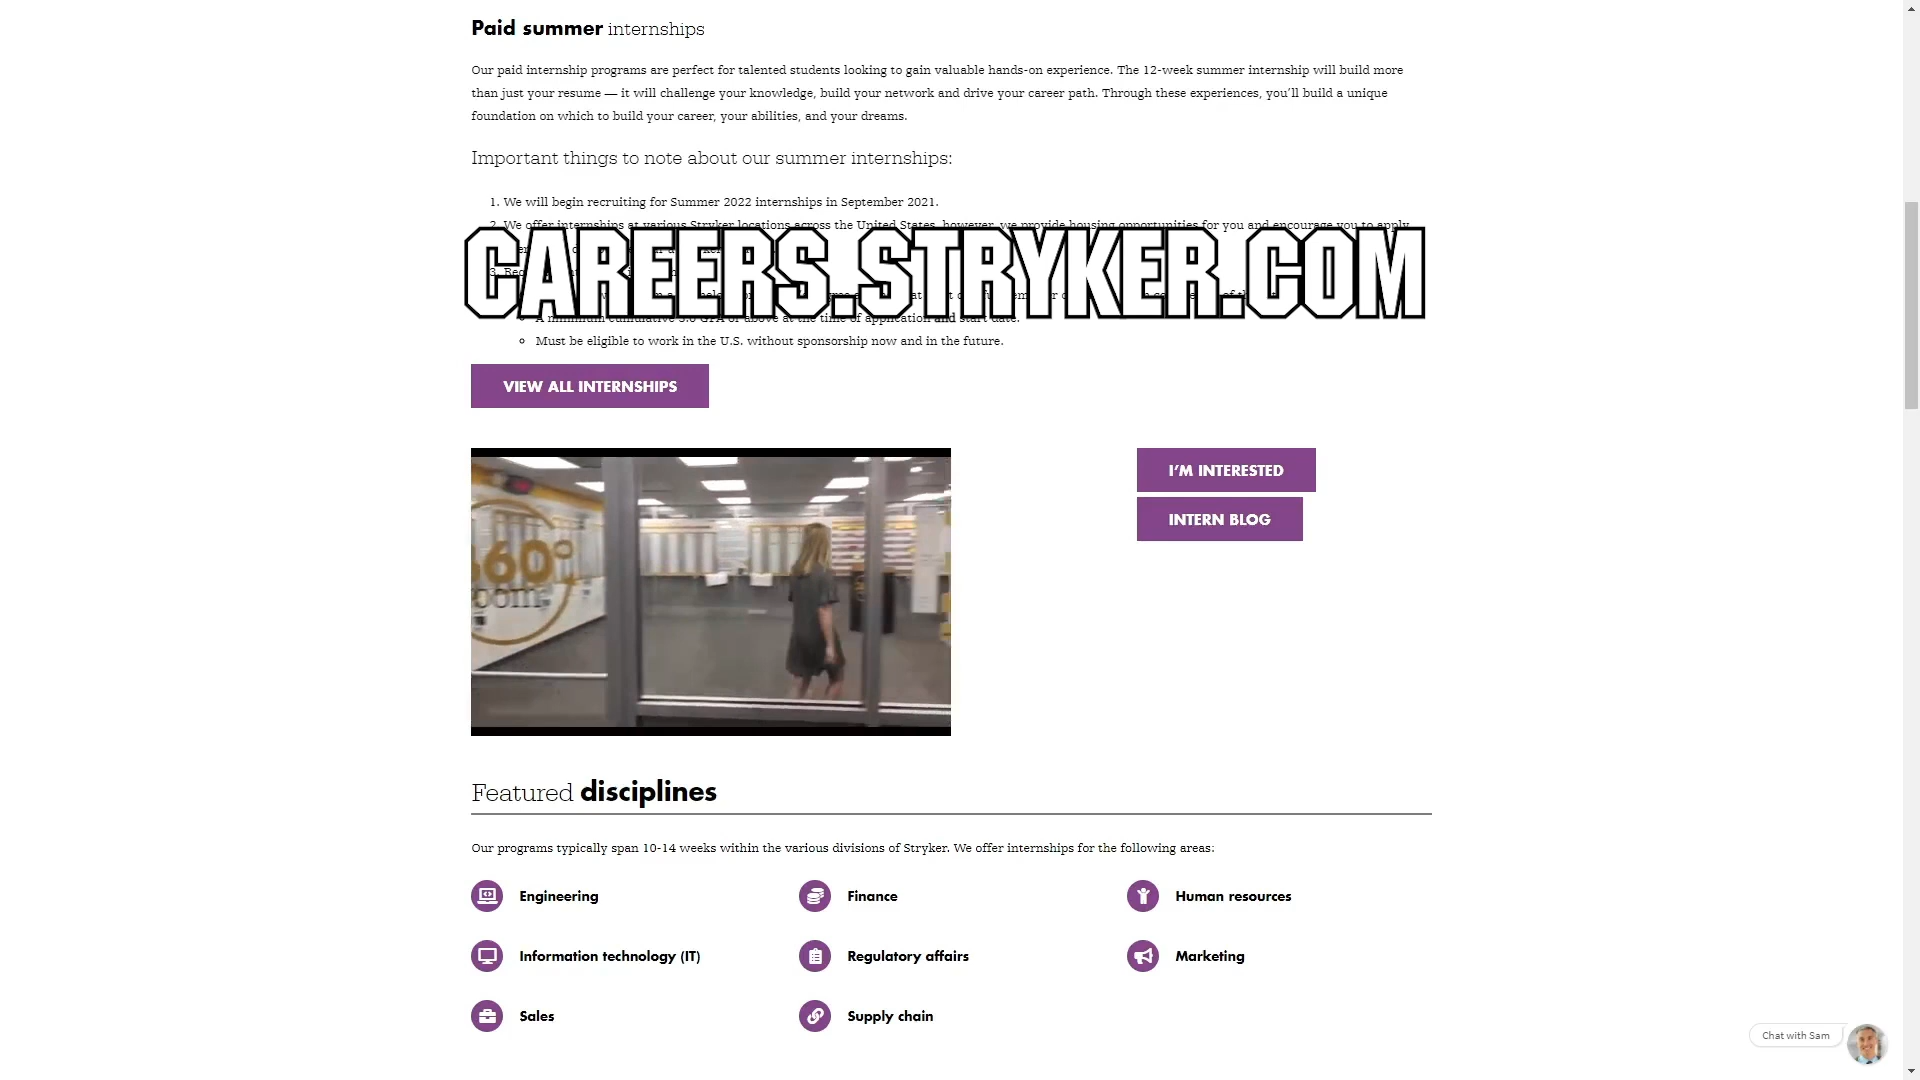 Paid summer internships
Our paid internship programs are perfect for talented students looking to gain valuable hands-on experience. The 12-week summer internship will build more
than just your resume — it will challenge your knowledge, build your network and drive your career path. Through these experiences, you’ll build a unique
foundation on which to build your career, your abilities, and your dreams.
Important things to note about our summer internships:
1. We will begin recruiting for Summer 2022 internships in September 2021.
2. We offer internships at various Stryker locations across the United States, however, we provide housing opportunities for you and encourage you to apply
CAREERS.STRYKER.COM
3.
A minimum cumulative 3.0 GPA or above at the time of application and start date.
Must be eligible to work in the U.S. without sponsorship now and in the future.
VIEW ALL INTERNSHIPS
I’M INTERESTED
INTERN BLOG
360°
room
Featured disciplines
Our programs typically span 10-14 weeks within the various divisions of Stryker. We offer internships for the following areas:
Engineering
Finance
Human resources
Information technology (IT)
Regulatory affairs
Marketing
Sales
Supply chain
Chat with Sam